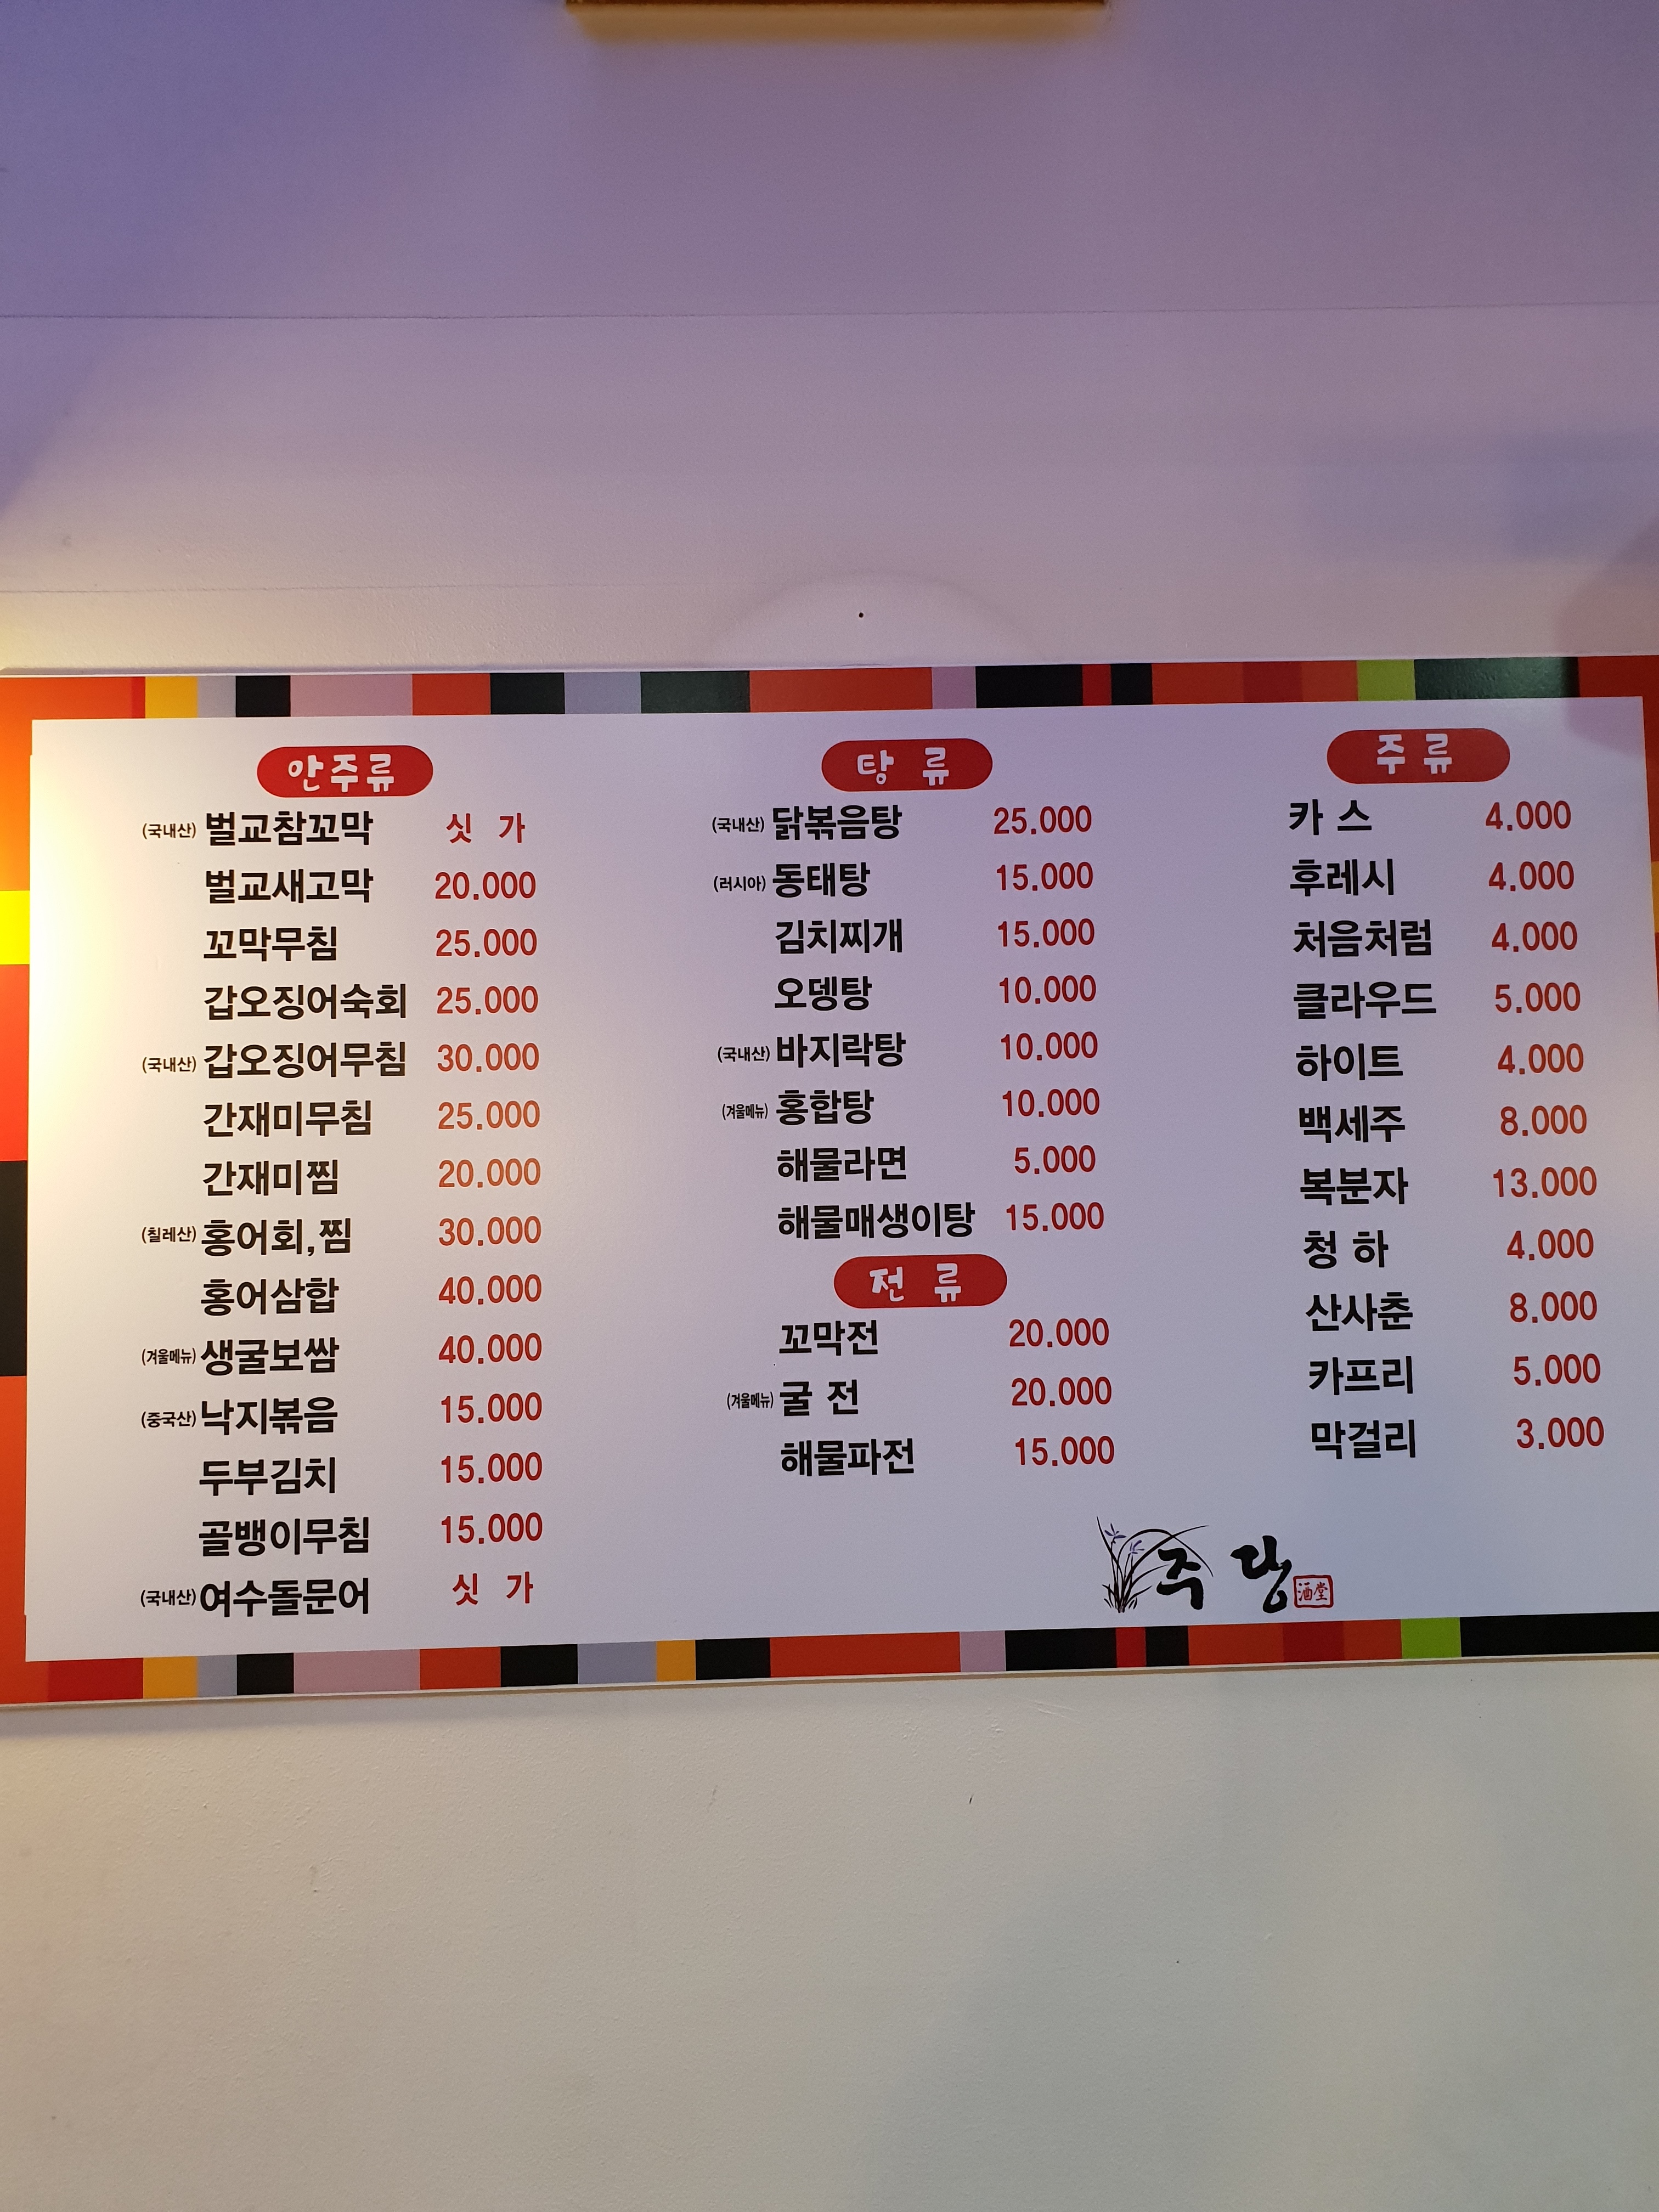 안주류
(국내산) 벌교참꼬막 싯 가
벌교새고막 20.000
꼬막무침 25.000
갑오징어숙회 25.000
(국내산) 갑오징어무침 30.000
간재미무침 25.000
간재미찜 20.000
(칠레산) 홍어회,찜 30.000
홍어삼합 40.000
(겨울메뉴) 생굴보쌈 40.000
(중국산) 낙지볶음 15.000
두부김치 15.000
골뱅이무침 15.000
(국내산) 여수돌문어 싯 가
탕 류
(국내산) 닭볶음탕 25.000
(러시아) 동태탕 15.000
김치찌개 15.000
오뎅탕 10.000
(국내산) 바지락탕 10.000
(겨울메뉴) 홍합탕 10.000
해물라면 5.000
해물매생이탕 15.000
전 류
꼬막전 20.000
(겨울메뉴) 굴 전 20.000
해물파전 15.000
주 류
카 스 4.000
후레시 4.000
처음처럼 4.000
클라우드 5.000
하이트 4.000
백세주 8.000
복분자 13.000
청 하 4.000
산사춘 8.000
카프리 5.000
막걸리 3.000
주 당 酒堂